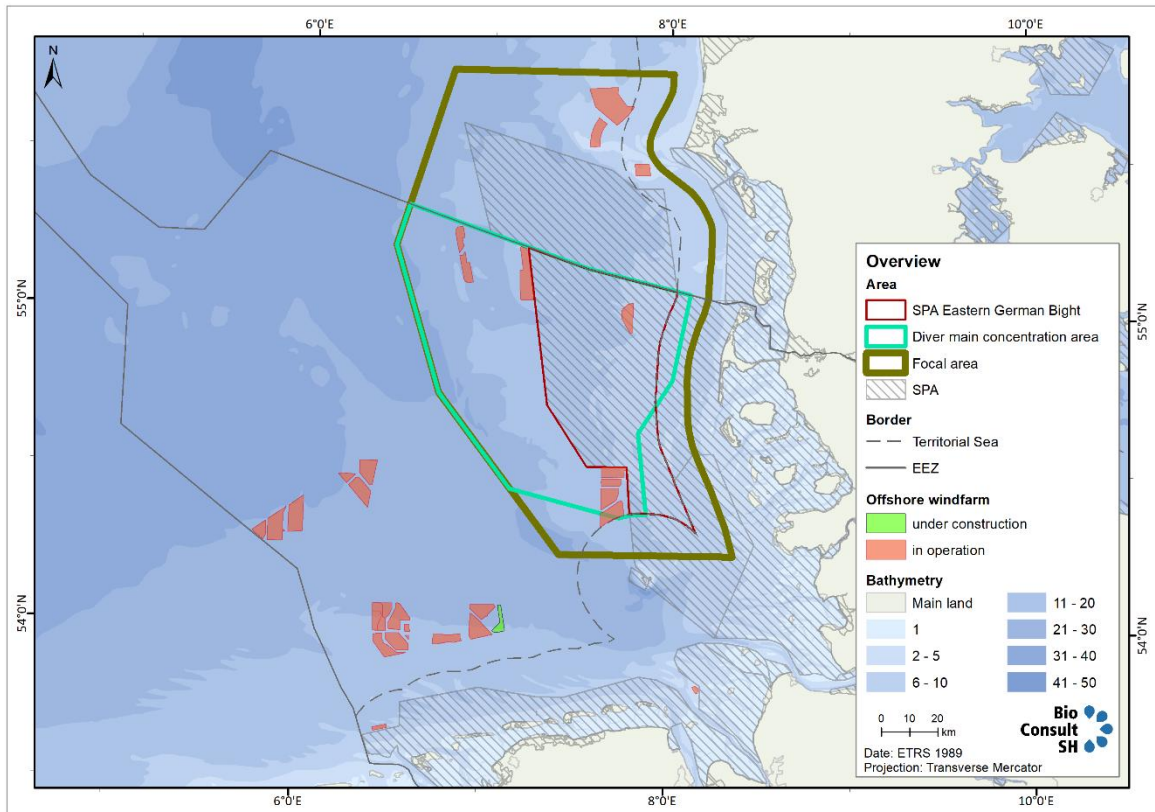 6°0'E
8°0'E
10°0'E
N
55°0'N
55°0'N
54°0'N
54°0'N
Overview
Area
SPA Eastern German Bight
Diver main concentration area
Focal area
SPA
Border
Territorial Sea
EEZ
Offshore windfarm
under construction
in operation
Bathymetry
Main land
11 - 20
1
21 - 30
2 - 5
31 - 40
6 - 10
41 - 50
0 10 20
km
Bio
Consult
SH
Date: ETRS 1989
Projection: Transverse Mercator
6°0'E
8°0'E
10°0'E